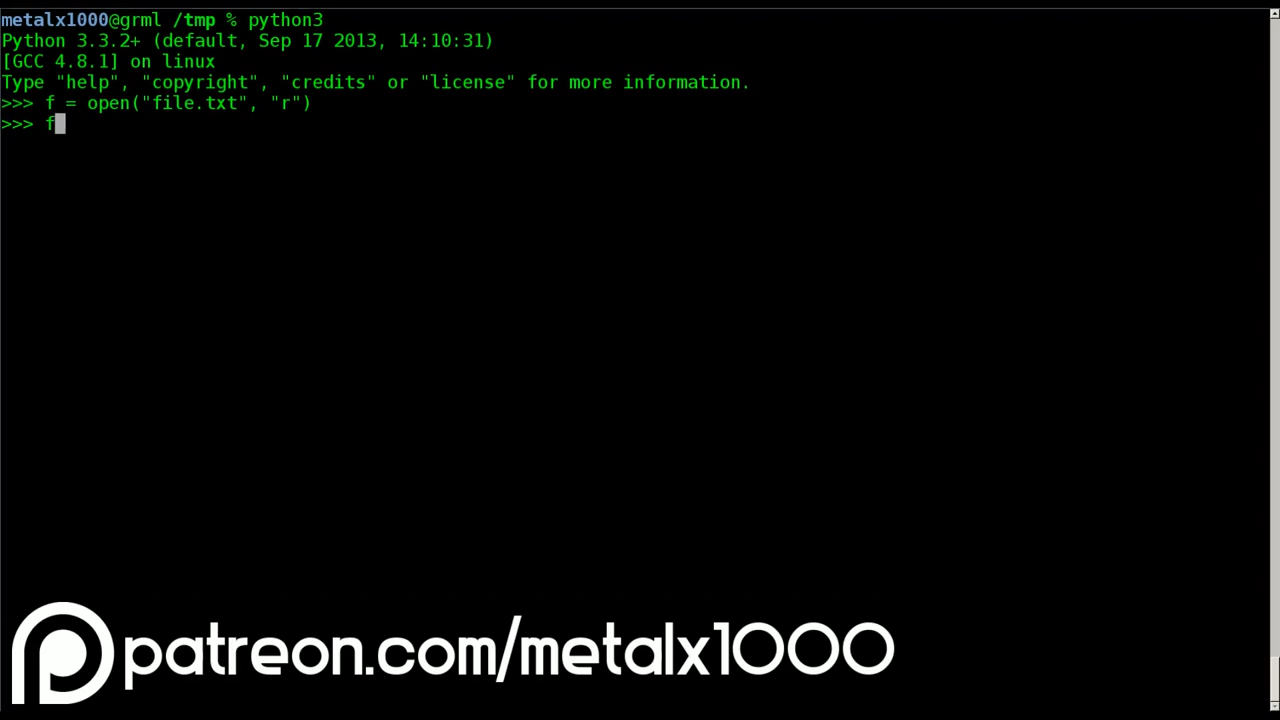 metalx1000@grml /tmp % python3
Python 3.3.2+ (default, Sep 17 2013, 14:10:31)
[GCC 4.8.1] on linux
Type "help", "copyright", "credits" or "license" for more information.
>>> f = open("file.txt", "r")
>>> f
patreon.com/metalx1000